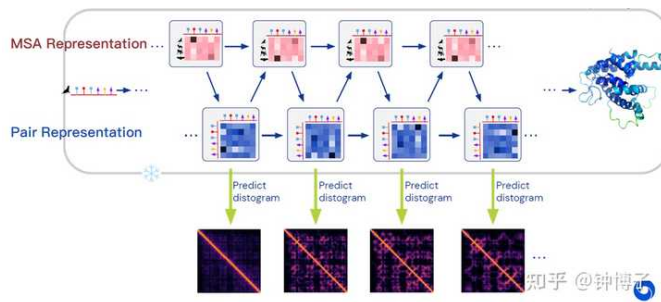 MSA Representation
Pair Representation
Predict
distogram
Predict
distogram
Predict
distogram
Predict
distogram
知乎 @钟博子